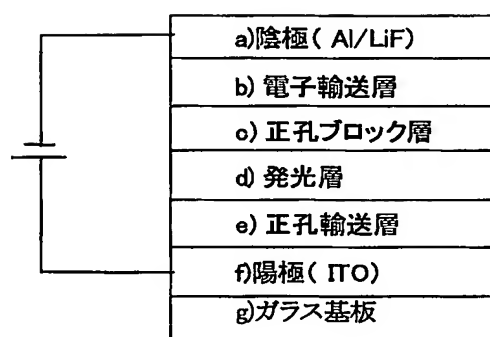 a)陰極( Al/LiF)
b) 電子輸送層
c) 正孔ブロック層
d) 発光層
e) 正孔輸送層
f)陽極( ITO)
g)ガラス基板